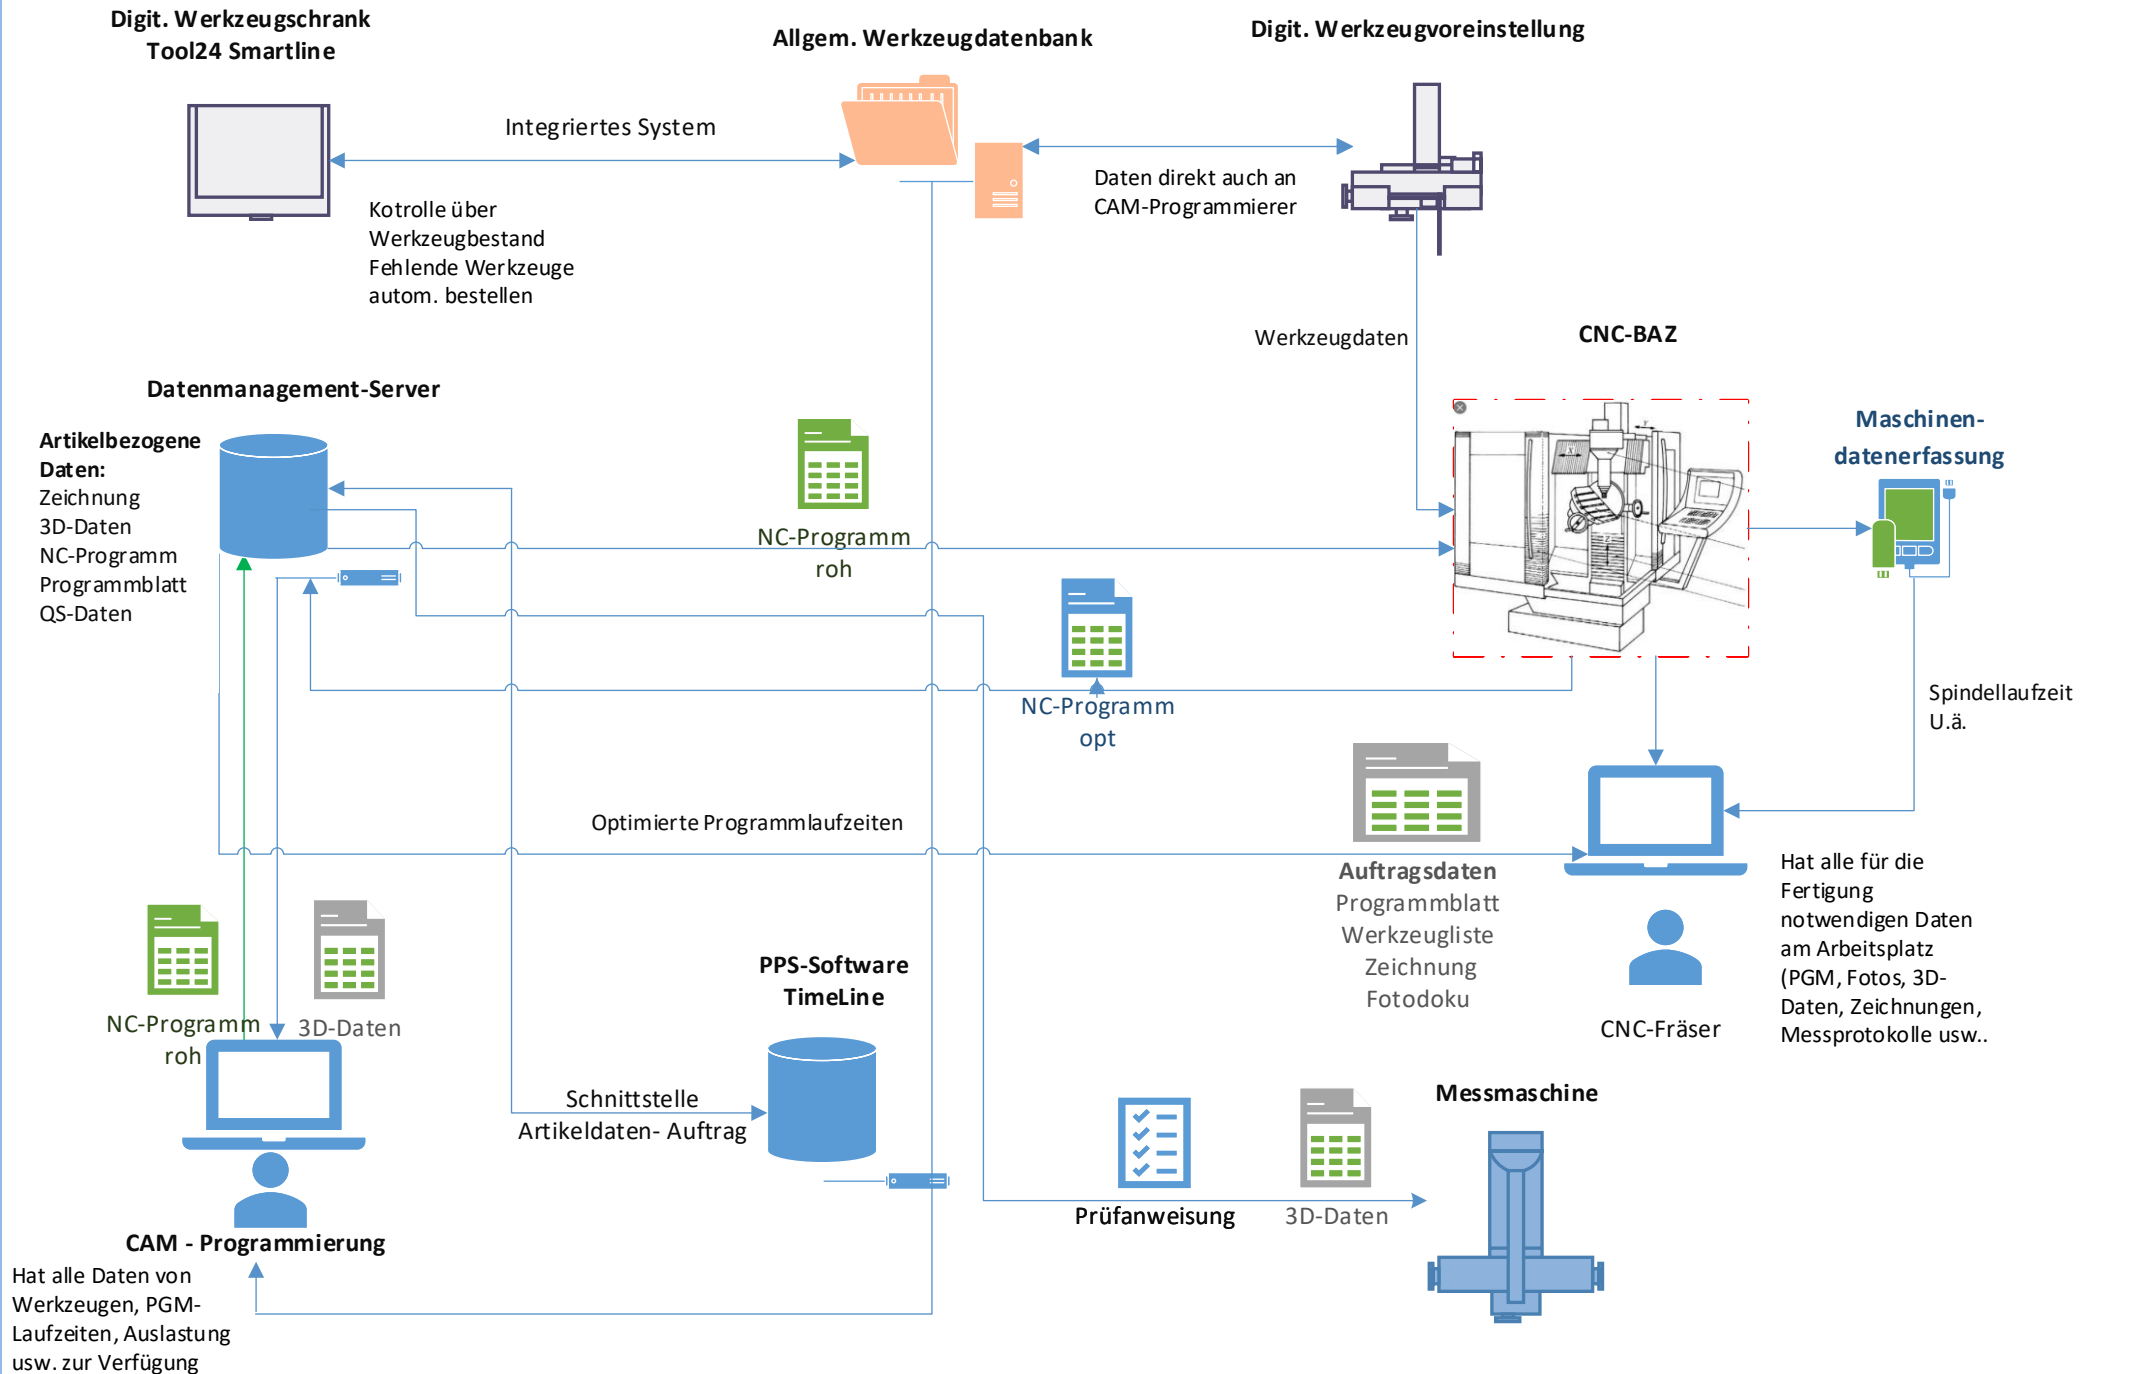 Digit. Werkzeugschrank
Tool24 Smartline
Allgem. Werkzeugdatenbank
Digit. Werkzeugvoreinstellung
Integriertes System
Kotrolle über
Werkzeugbestand
Fehlende Werkzeuge
autom. bestellen
Daten direkt auch an
CAM-Programmierer
Werkzeugdaten
CNC-BAZ
Datenmanagement-Server
Artikelbezogene
Daten:
Zeichnung
3D-Daten
NC-Programm
Programmblatt
QS-Daten
NC-Programm
roh
Maschinen-
datenerfassung
NC-Programm
opt
Spindellaufzeit
U.ä.
Optimierte Programmlaufzeiten
Auftragsdaten
Programmblatt
Werkzeugliste
Zeichnung
Fotodoku
Hat alle für die
Fertigung
notwendigen Daten
am Arbeitsplatz
(PGM, Fotos, 3D-
Daten, Zeichnungen,
Messprotokolle usw..
CNC-Fräser
NC-Programm
roh
3D-Daten
PPS-Software
TimeLine
Schnittstelle
Artikeldaten- Auftrag
Messmaschine
Prüfanweisung
3D-Daten
CAM - Programmierung
Hat alle Daten von
Werkzeugen, PGM-
Laufzeiten, Auslastung
usw. zur Verfügung